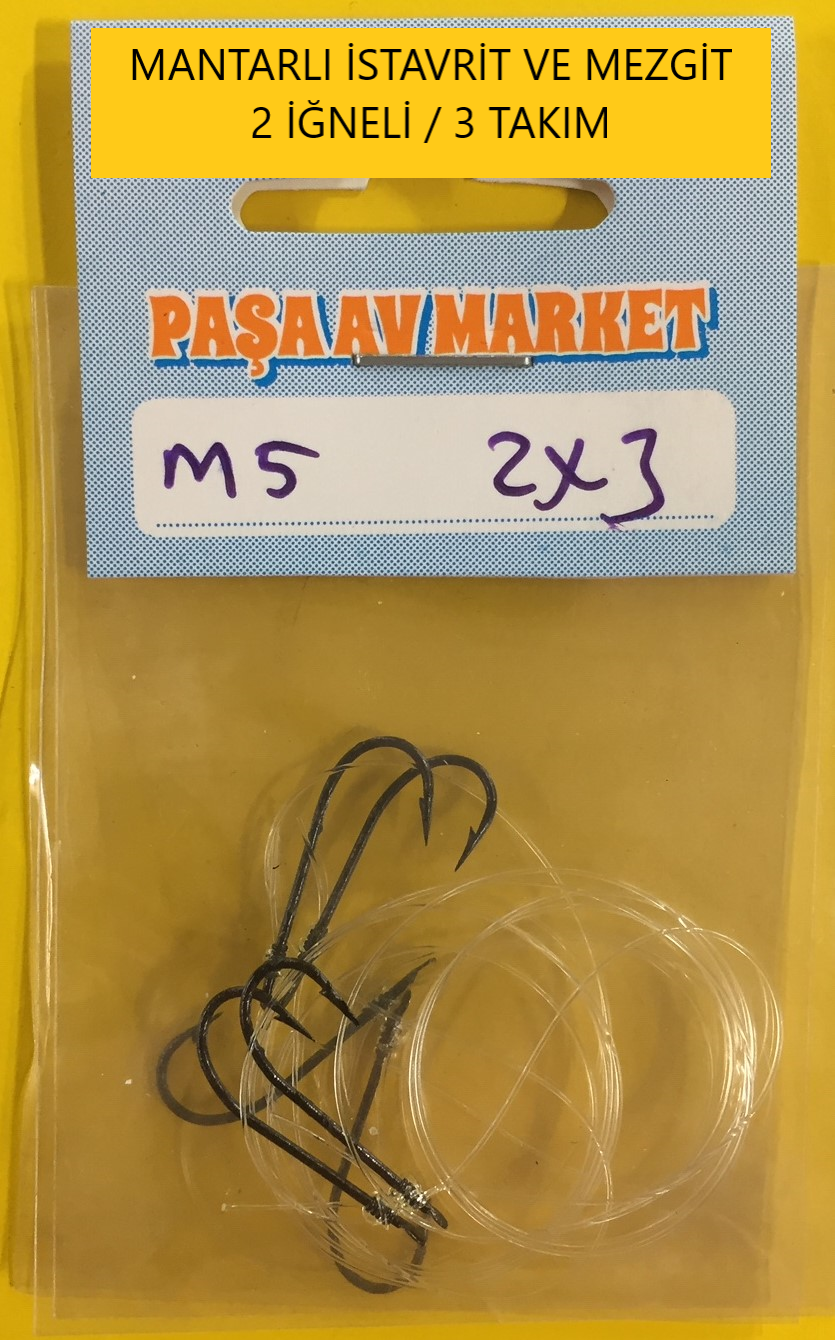 MANTARLI İSTAVRİT VE MEZGİT
2 İĞNELİ / 3 TAKIM
PAŞA AV MARKET
M5 2x3